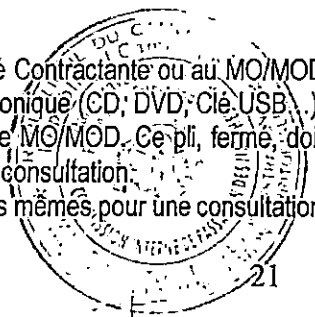 é Contractante ou au MO/MOD
onique (CD, DVD, Clé USB...)
e MO/MOD. Ce pli, fermé, doi
consultation.
s mêmes pour une consultation
21